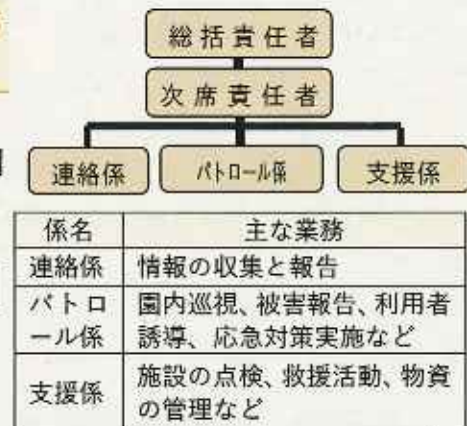 総括責任者
次席責任者
連絡係 パトロール係 支援係
係名 主な業務
連絡係 情報の収集と報告
パトロ 園内巡視、被害報告、利用者
ール係 誘導、応急対策実施など
支援係 施設の点検、救援活動、物資
の管理など